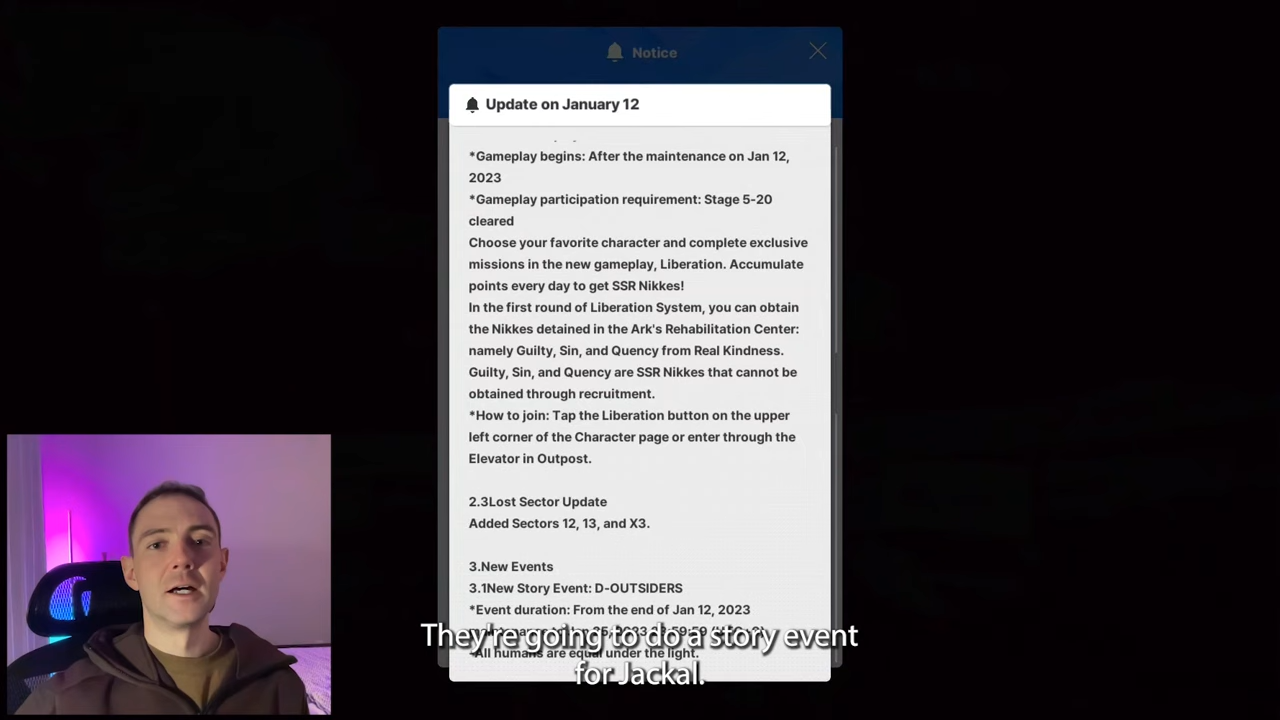 Notice
Update on January 12
*Gameplay begins: After the maintenance on Jan 12,
2023
*Gameplay participation requirement: Stage 5-20
cleared
Choose your favorite character and complete exclusive
missions in the new gameplay, Liberation. Accumulate
points every day to get SSR Nikkes!
In the first round of Liberation System, you can obtain
the Nikkes detained in the Ark's Rehabilitation Center:
namely Guilty, Sin, and Quency from Real Kindness.
Guilty, Sin, and Quency are SSR Nikkes that cannot be
obtained through recruitment.
*How to join: Tap the Liberation button on the upper
left corner of the Character page or enter through the
Elevator in Outpost.
2.3Lost Sector Update
Added Sectors 12, 13, and X3.
3.New Events
3.1New Story Event: D-OUTSIDERS
*Event duration: From the end of Jan 12, 2023
*All humans are equal under the light.
They're going to do a story event
for Jackal.